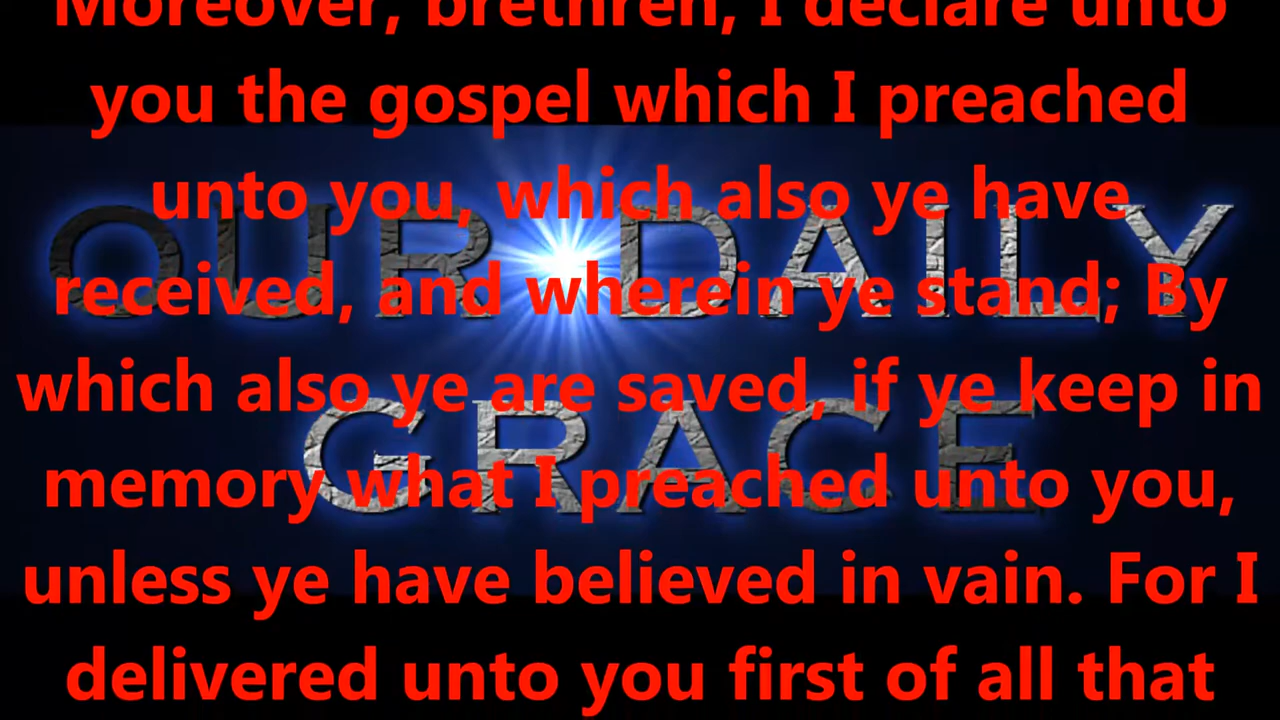 Moreover, brethren, I declare unto
you the gospel which I preached
unto you, which also ye have
received, and wherein ye stand; By
which also ye are saved, if ye keep in
memory what I preached unto you,
unless ye have believed in vain. For I
delivered unto you first of all that
OUR DAILY
GRACE